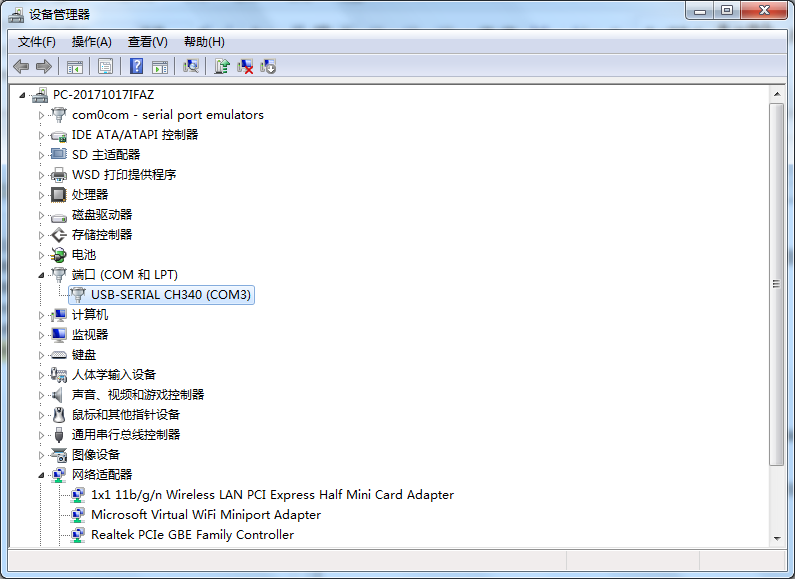 设备管理器
文件(F) 操作(A) 查看(V) 帮助(H)
PC-20171017IFAZ
com0com - serial port emulators
IDE ATA/ATAPI 控制器
SD 主适配器
WSD 打印提供程序
处理器
磁盘驱动器
存储控制器
电池
端口 (COM 和 LPT)
USB-SERIAL CH340 (COM3)
计算机
监视器
键盘
人体学输入设备
声音、视频和游戏控制器
鼠标和其他指针设备
通用串行总线控制器
图像设备
网络适配器
1x1 11b/g/n Wireless LAN PCI Express Half Mini Card Adapter
Microsoft Virtual WiFi Miniport Adapter
Realtek PCIe GBE Family Controller